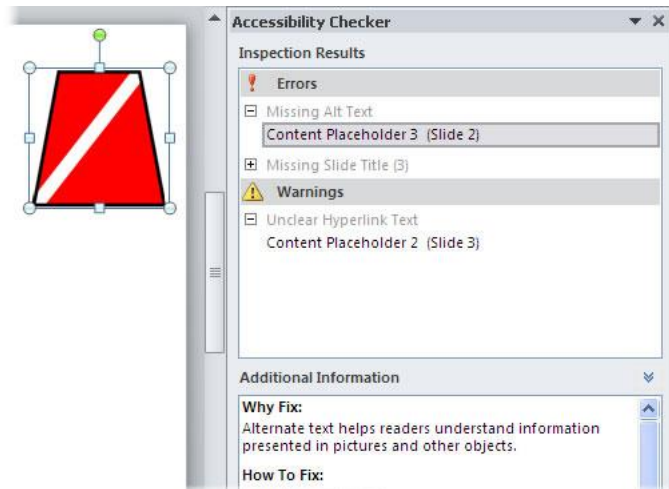 Accessibility Checker
Inspection Results
Errors
Missing Alt Text
Content Placeholder 3 (Slide 2)
Missing Slide Title (3)
Warnings
Unclear Hyperlink Text
Content Placeholder 2 (Slide 3)
Additional Information
Why Fix:
Alternate text helps readers understand information
presented in pictures and other objects.
How To Fix: